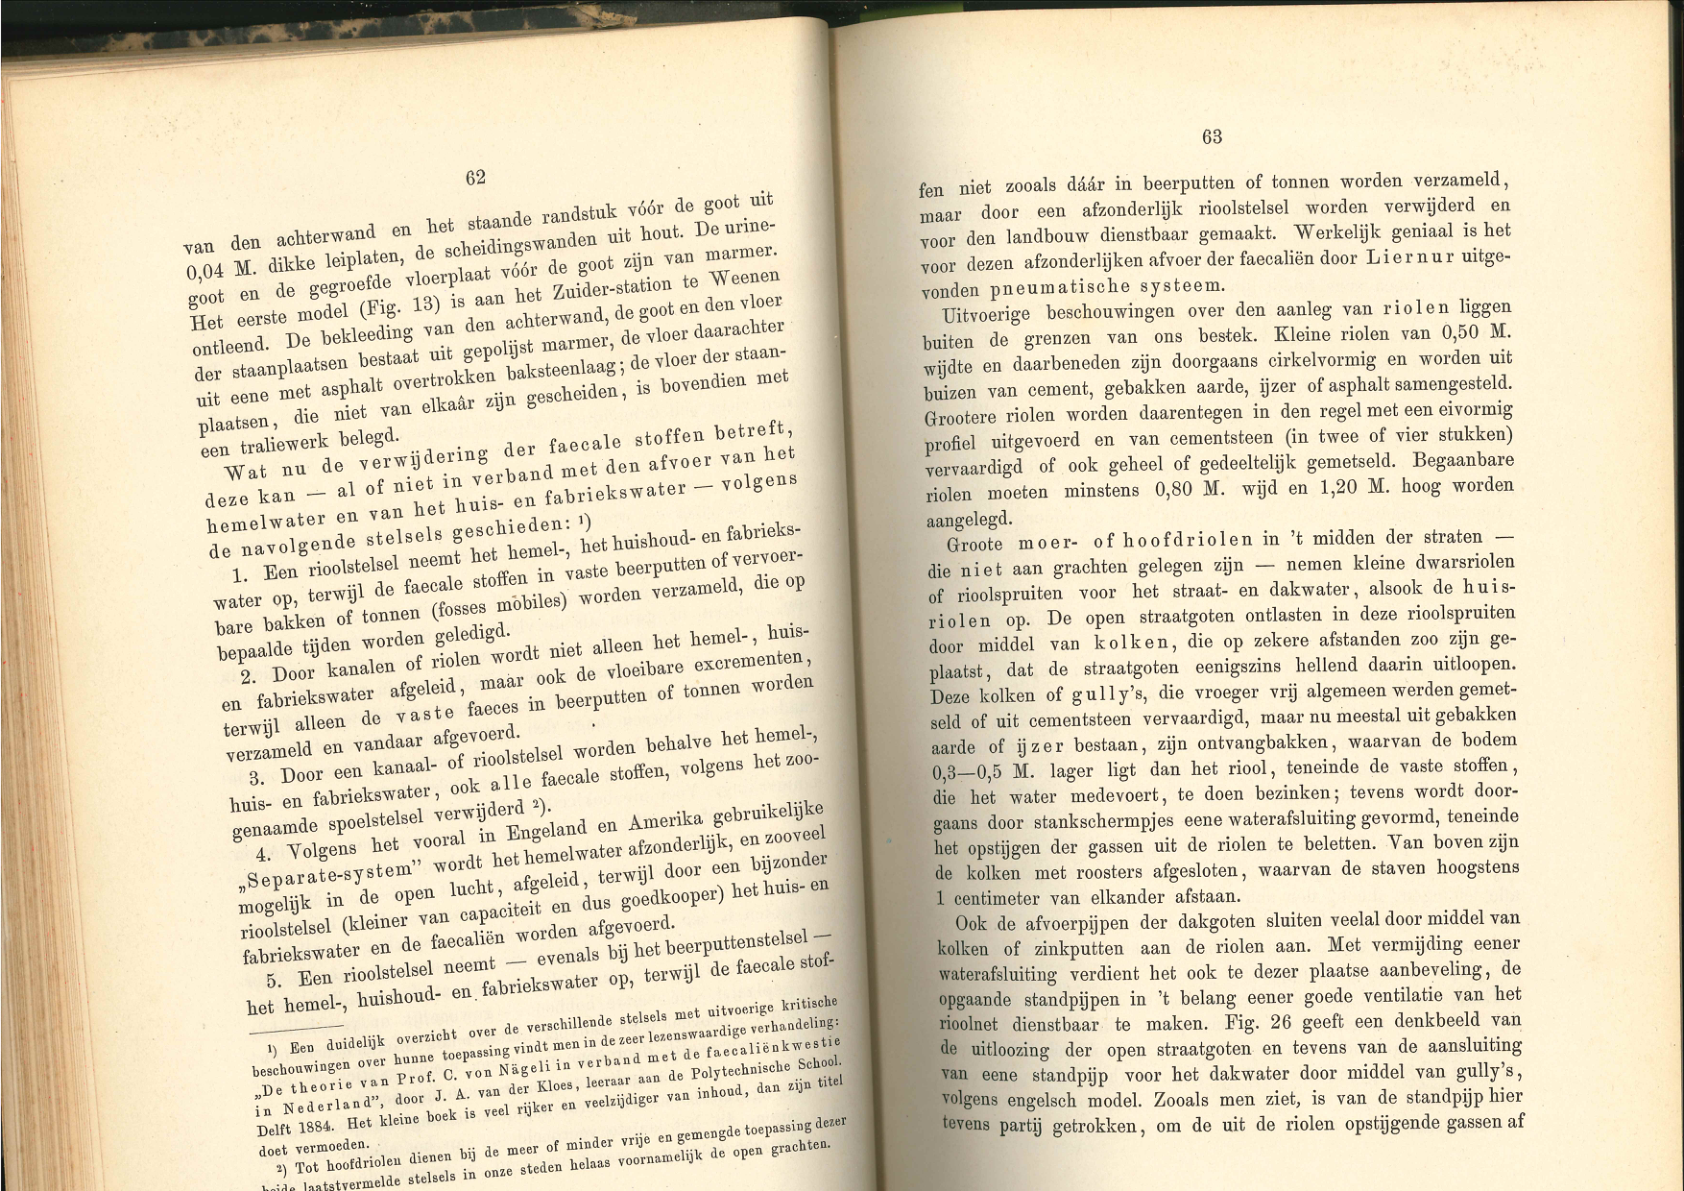 62
van den achterwand en het staande randstuk vóór de goot uit
0,04 M. dikke leiplaten, de scheidingswanden uit hout. De urine-
goot en de gegroefde vloerplaat vóór de goot zijn van marmer.
Het eerste model (Fig. 13) is aan het Zuider-station te Weenen
ontleend. De bekleeding van den achterwand, de goot en den vloer
der staanplaatsen bestaat uit gepolijst marmer, de vloer daarachter
uit eene met asphalt overtrokken baksteenlaag; de vloer der staan-
plaatsen, die niet van elkaâr zijn gescheiden, is bovendien met
een traliewerk belegd.
Wat nu de verwijdering der faecale stoffen betreft,
deze kan — al of niet in verband met den afvoer van het
hemelwater en van het huis- en fabriekswater — volgens
de navolgende stelsels geschieden: ¹)
1. Een rioolstelsel neemt het hemel-, het huishoud- en fabrieks-
water op, terwijl de faecale stoffen in vaste beerputten of vervoer-
bare bakken of tonnen (fosses mobiles) worden verzameld, die op
bepaalde tijden worden geledigd.
2. Door kanalen of riolen wordt niet alleen het hemel-, huis-
en fabriekswater afgeleid, maar ook de vloeibare excrementen,
terwijl alleen de vaste faeces in beerputten of tonnen worden
verzameld en vandaar afgevoerd.
3. Door een kanaal- of rioolstelsel worden behalve het hemel-,
huis- en fabriekswater, ook alle faecale stoffen, volgens het zoo-
genaamde spoelstelsel verwijderd ²).
4. Volgens het vooral in Engeland en Amerika gebruikelijke
„Separate-system” wordt het hemelwater afzonderlijk, en zooveel
mogelijk in de open lucht, afgeleid, terwijl door een bijzonder
rioolstelsel (kleiner van capaciteit en dus goedkooper) het huis- en
fabriekswater en de faecaliën worden afgevoerd.
5. Een rioolstelsel neemt — evenals bij het beerputtenstelsel —
het hemel-, huishoud- en fabriekswater op, terwijl de faecale stof-
¹) Een duidelijk overzicht over de verschillende stelsels met uitvoerige kritische
beschouwingen over hunne toepassing vindt men in de zeer lezenswaardige verhandeling:
„De theorie van Prof. C. von Nägeli in verband met de faecaliënkwestie
in Nederland”, door J. A. van der Kloes, leeraar aan de Polytechnische School.
Delft 1884. Het kleine boek is veel rijker en veelzijdiger van inhoud, dan zijn titel
doet vermoeden.
²) Tot hoofdriolen dienen bij de meer of minder vrije en gemengde toepassing dezer
beide laatstvermelde stelsels in onze steden helaas voornamelijk de open grachten.
63
fen niet zooals dáár in beerputten of tonnen worden verzameld,
maar door een afzonderlijk rioolstelsel worden verwijderd en
voor den landbouw dienstbaar gemaakt. Werkelijk geniaal is het
voor dezen afzonderlijken afvoer der faecaliën door Liernur uitge-
vonden pneumatische systeem.
Uitvoerige beschouwingen over den aanleg van riolen liggen
buiten de grenzen van ons bestek. Kleine riolen van 0,50 M.
wijdte en daarbeneden zijn doorgaans cirkelvormig en worden uit
buizen van cement, gebakken aarde, ijzer of asphalt samengesteld.
Grootere riolen worden daarentegen in den regel met een eivormig
profiel uitgevoerd en van cementsteen (in twee of vier stukken)
vervaardigd of ook geheel of gedeeltelijk gemetseld. Begaanbare
riolen moeten minstens 0,80 M. wijd en 1,20 M. hoog worden
aangelegd.
Groote moer- of hoofdriolen in 't midden der straten —
die niet aan grachten gelegen zijn — nemen kleine dwarsriolen
of rioolspruiten voor het straat- en dakwater, alsook de huis-
riolen op. De open straatgoten ontlasten in deze rioolspruiten
door middel van kolken, die op zekere afstanden zoo zijn ge-
plaatst, dat de straatgoten eenigszins hellend daarin uitloopen.
Deze kolken of gully's, die vroeger vrij algemeen werden gemet-
seld of uit cementsteen vervaardigd, maar nu meestal uit gebakken
aarde of ijzer bestaan, zijn ontvangbakken, waarvan de bodem
0,3—0,5 M. lager ligt dan het riool, teneinde de vaste stoffen,
die het water medevoert, te doen bezinken; tevens wordt door-
gaans door stankschermpjes eene waterafsluiting gevormd, teneinde
het opstijgen der gassen uit de riolen te beletten. Van boven zijn
de kolken met roosters afgesloten, waarvan de staven hoogstens
1 centimeter van elkander afstaan.
Ook de afvoerpijpen der dakgoten sluiten veelal door middel van
kolken of zinkputten aan de riolen aan. Met vermijding eener
waterafsluiting verdient het ook te dezer plaatse aanbeveling, de
opgaande standpijpen in 't belang eener goede ventilatie van het
rioolnet dienstbaar te maken. Fig. 26 geeft een denkbeeld van
de uitloozing der open straatgoten en tevens van de aansluiting
van eene standpijp voor het dakwater door middel van gully's,
volgens engelsch model. Zooals men ziet, is van de standpijp hier
tevens partij getrokken, om de uit de riolen opstijgende gassen af